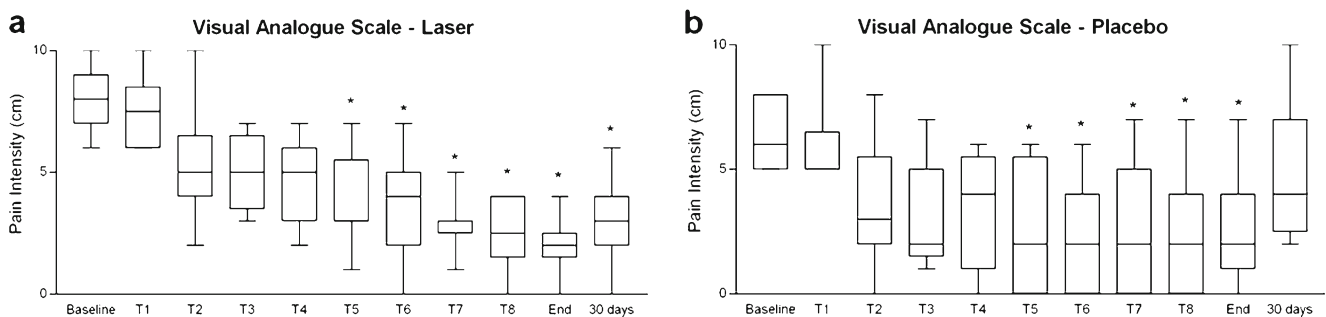 a
Visual Analogue Scale - Laser
Pain Intensity (cm)
10
5
0
* * * * * *
Baseline T1 T2 T3 T4 T5 T6 T7 T8 End 30 days
b
Visual Analogue Scale - Placebo
Pain Intensity (cm)
10
5
0
* * * * *
Baseline T1 T2 T3 T4 T5 T6 T7 T8 End 30 days